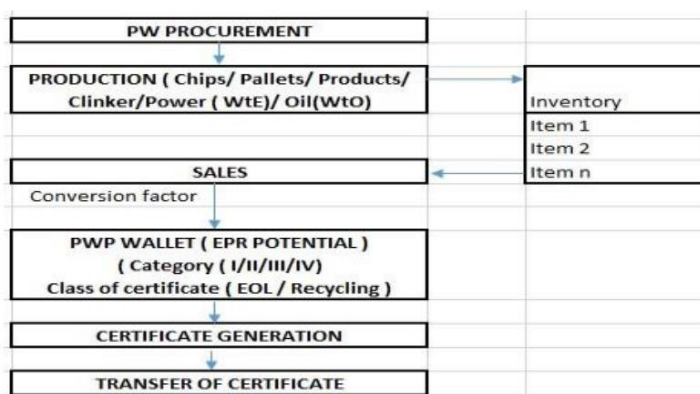 PW PROCUREMENT
PRODUCTION ( Chips/ Pallets/ Products/
Clinker/Power ( WtE)/ Oil(WtO)
Inventory
Item 1
Item 2
Item n
SALES
Conversion factor
PWP WALLET ( EPR POTENTIAL )
( Category ( I/II/III/IV)
Class of certificate ( EOL / Recycling )
CERTIFICATE GENERATION
TRANSFER OF CERTIFICATE